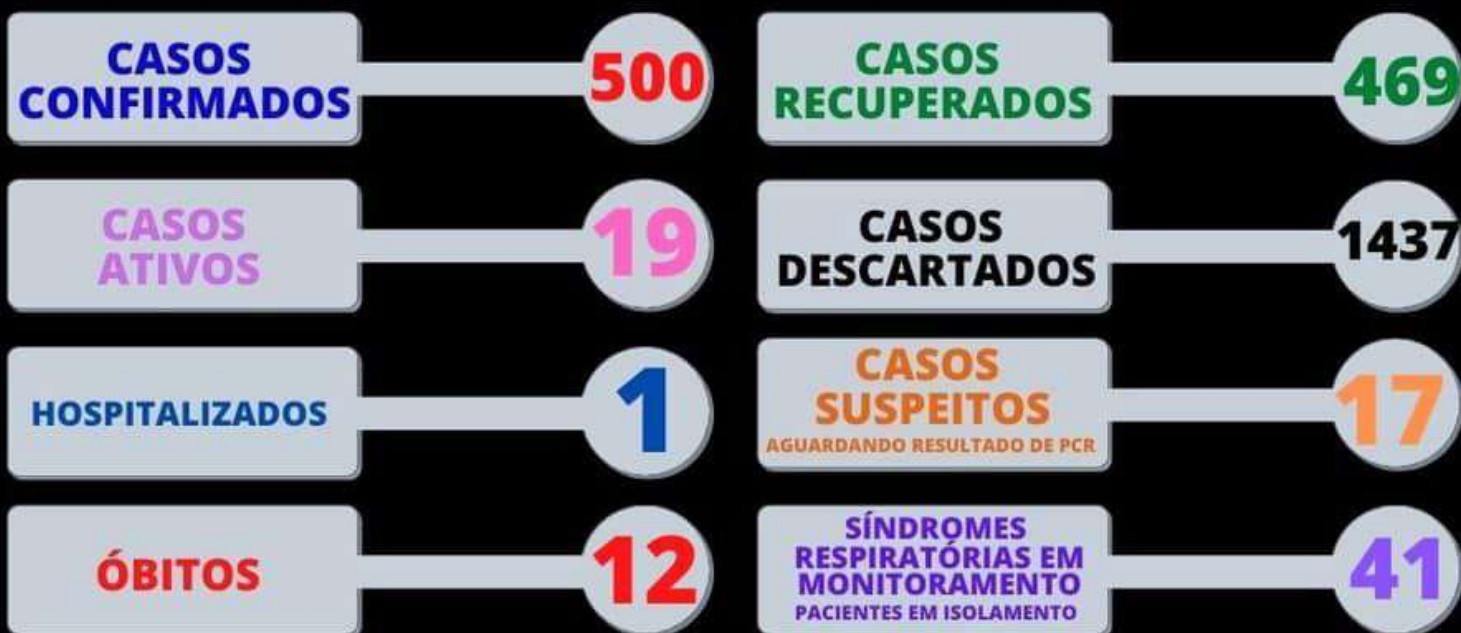 CASOS
CONFIRMADOS
500
CASOS
RECUPERADOS
469
CASOS
ATIVOS
19
CASOS
DESCARTADOS
1437
HOSPITALIZADOS
1
CASOS
SUSPEITOS
AGUARDANDO RESULTADO DE PCR
17
ÓBITOS
12
SÍNDROMES
RESPIRATÓRIAS EM
MONITORAMENTO
PACIENTES EM ISOLAMENTO
41